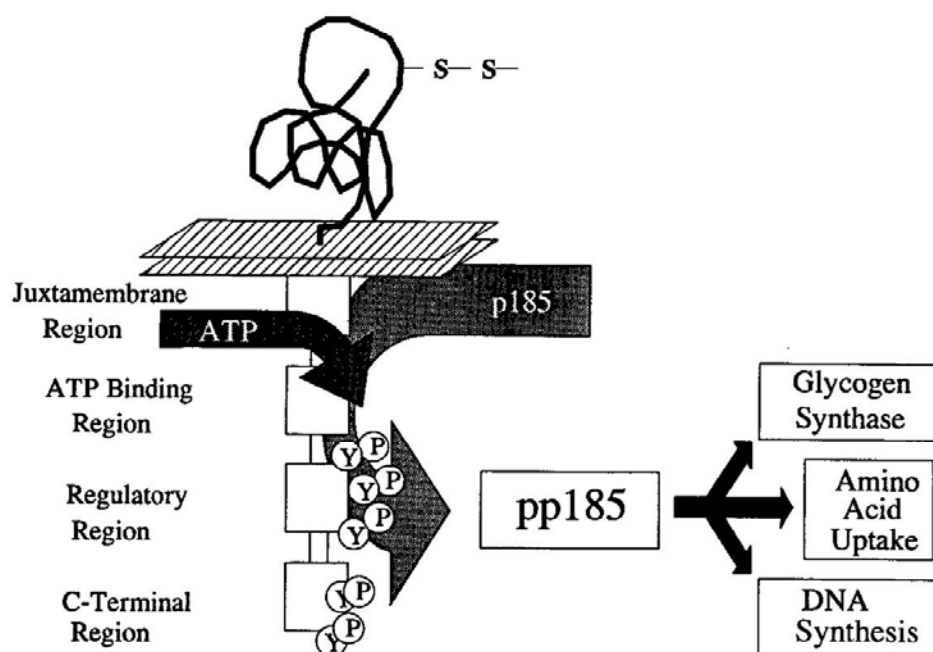 — S — S —
Juxtamembrane
Region
p185
ATP
ATP Binding
Region
Glycogen
Synthase
Y P
Y P
Y P
Regulatory
Region
pp185
Amino
Acid
Uptake
C-Terminal
Region
Y P
Y P
DNA
Synthesis